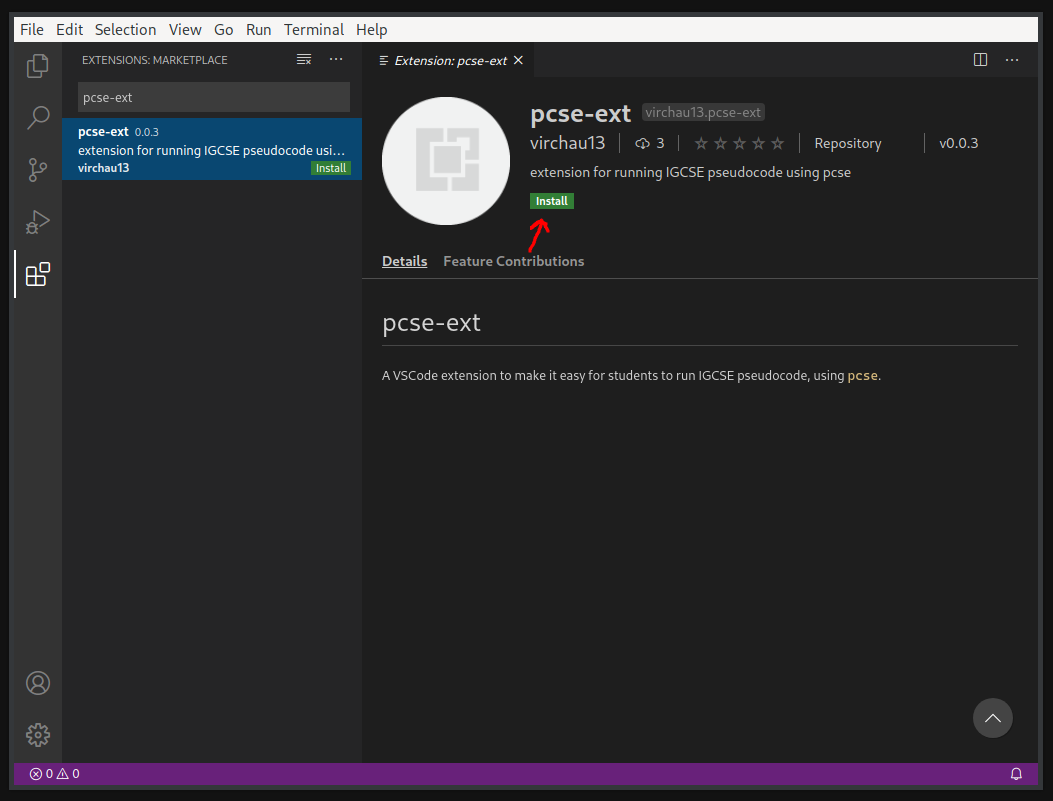 File Edit Selection View Go Run Terminal Help
EXTENSIONS: MARKETPLACE
pcse-ext
pcse-ext 0.0.3
extension for running IGCSE pseudocode usi...
virchau13 Install
Extension: pcse-ext
pcse-ext virchau13.pcse-ext
virchau13 3 Repository v0.0.3
extension for running IGCSE pseudocode using pcse
Install
Details Feature Contributions
pcse-ext
A VSCode extension to make it easy for students to run IGCSE pseudocode, using pcse.
0 0